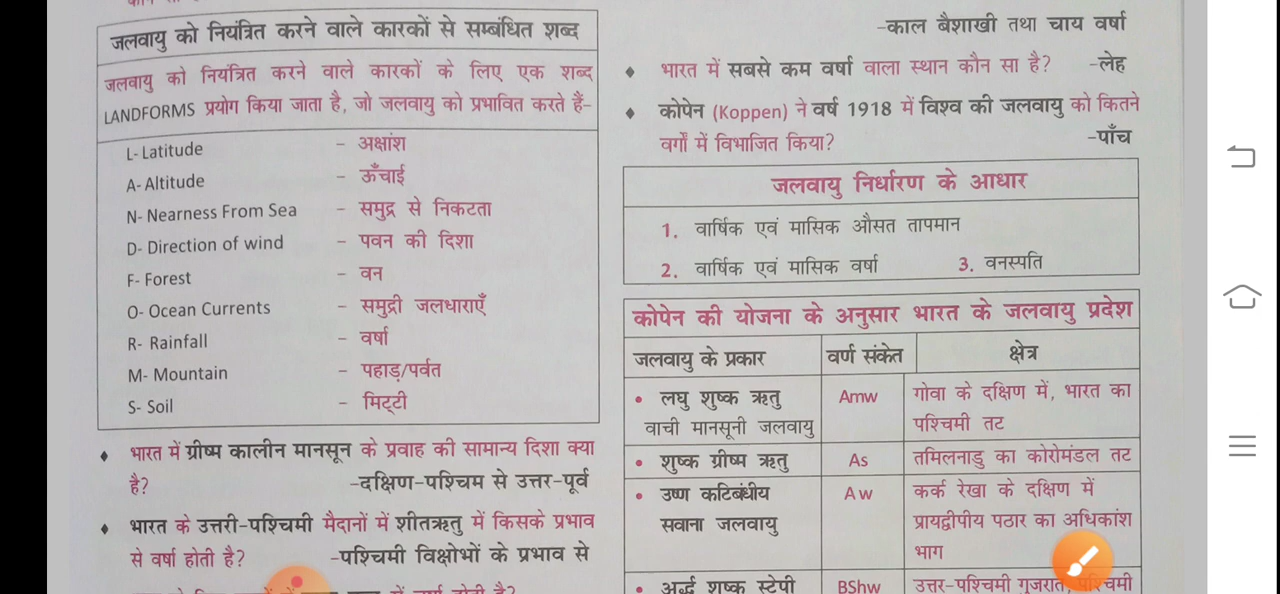 जलवायु को नियंत्रित करने वाले कारकों से सम्बंधित शब्द
जलवायु को नियंत्रित करने वाले कारकों के लिए एक शब्द
LANDFORMS प्रयोग किया जाता है, जो जलवायु को प्रभावित करते हैं-
L- Latitude - अक्षांश
A- Altitude - ऊँचाई
N- Nearness From Sea - समुद्र से निकटता
D- Direction of wind - पवन की दिशा
F- Forest - वन
O- Ocean Currents - समुद्री जलधाराएँ
R- Rainfall - वर्षा
M- Mountain - पहाड़/पर्वत
S- Soil - मिट्टी
♦ भारत में ग्रीष्म कालीन मानसून के प्रवाह की सामान्य दिशा क्या
है? -दक्षिण-पश्चिम से उत्तर-पूर्व
♦ भारत के उत्तरी-पश्चिमी मैदानों में शीतऋतु में किसके प्रभाव
से वर्षा होती है? -पश्चिमी विक्षोभों के प्रभाव से
में वर्षा होती है?
-काल बैशाखी तथा चाय वर्षा
♦ भारत में सबसे कम वर्षा वाला स्थान कौन सा है? -लेह
♦ कोपेन (Koppen) ने वर्ष 1918 में विश्व की जलवायु को कितने
वर्गों में विभाजित किया? -पाँच
जलवायु निर्धारण के आधार
1. वार्षिक एवं मासिक औसत तापमान
2. वार्षिक एवं मासिक वर्षा 3. वनस्पति
कोपेन की योजना के अनुसार भारत के जलवायु प्रदेश
जलवायु के प्रकार वर्ण संकेत क्षेत्र
• लघु शुष्क ऋतु Amw गोवा के दक्षिण में, भारत का
वाची मानसूनी जलवायु पश्चिमी तट
• शुष्क ग्रीष्म ऋतु As तमिलनाडु का कोरोमंडल तट
• उष्ण कटिबंधीय Aw कर्क रेखा के दक्षिण में
सवाना जलवायु प्रायद्वीपीय पठार का अधिकांश
भाग
• अर्द्ध शुष्क स्टेपी BShw उत्तर-पश्चिमी गुजरात, पश्चिमी